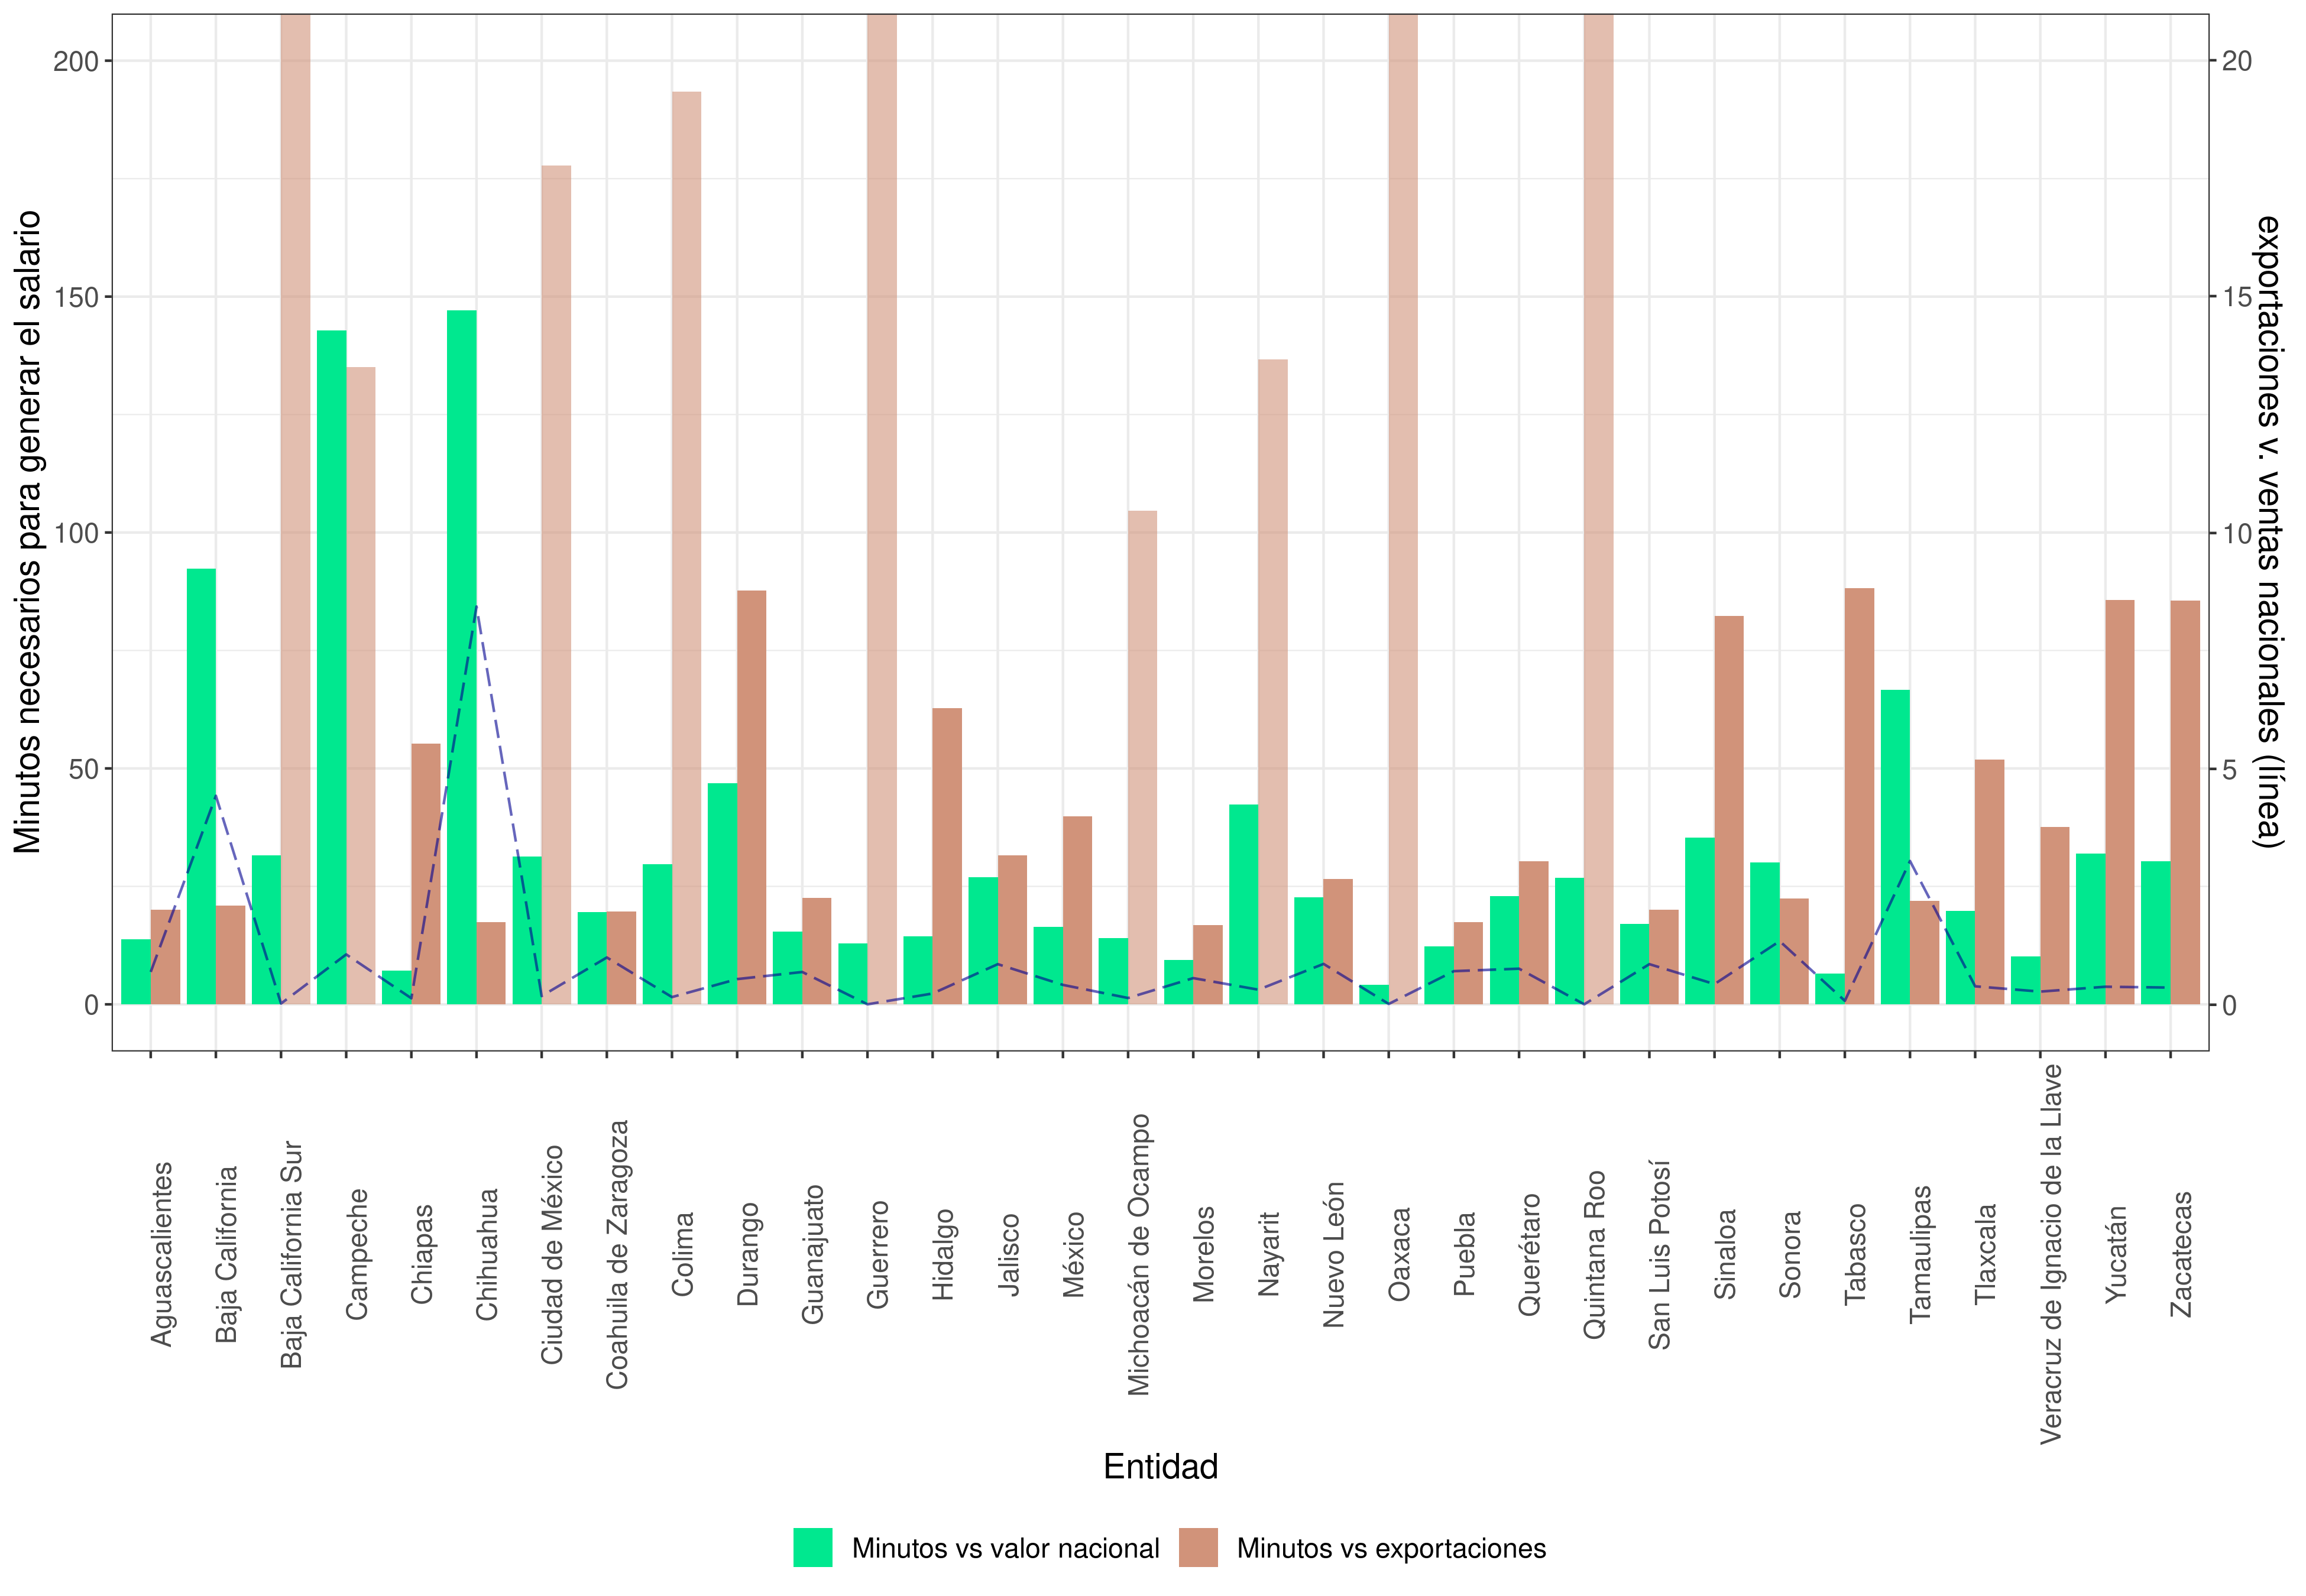 Minutos necesarios para generar el salario
200
150
100
50
0
20
15
10
5
0
exportaciones v. ventas nacionales (línea)
Aguascalientes
Baja California
Baja California Sur
Campeche
Chiapas
Chihuahua
Ciudad de México
Coahuila de Zaragoza
Colima
Durango
Guanajuato
Guerrero
Hidalgo
Jalisco
México
Michoacán de Ocampo
Morelos
Nayarit
Nuevo León
Oaxaca
Puebla
Querétaro
Quintana Roo
San Luis Potosí
Sinaloa
Sonora
Tabasco
Tamaulipas
Tlaxcala
Veracruz de Ignacio de la Llave
Yucatán
Zacatecas
Entidad
Minutos vs valor nacional
Minutos vs exportaciones